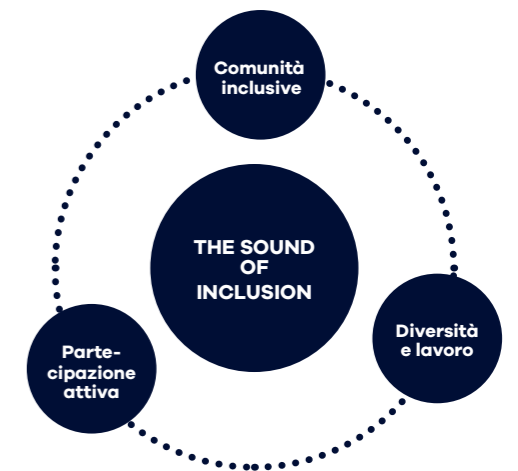 Comunità
inclusive
THE SOUND
OF
INCLUSION
Diversità
e lavoro
Parte-
cipazione
attiva